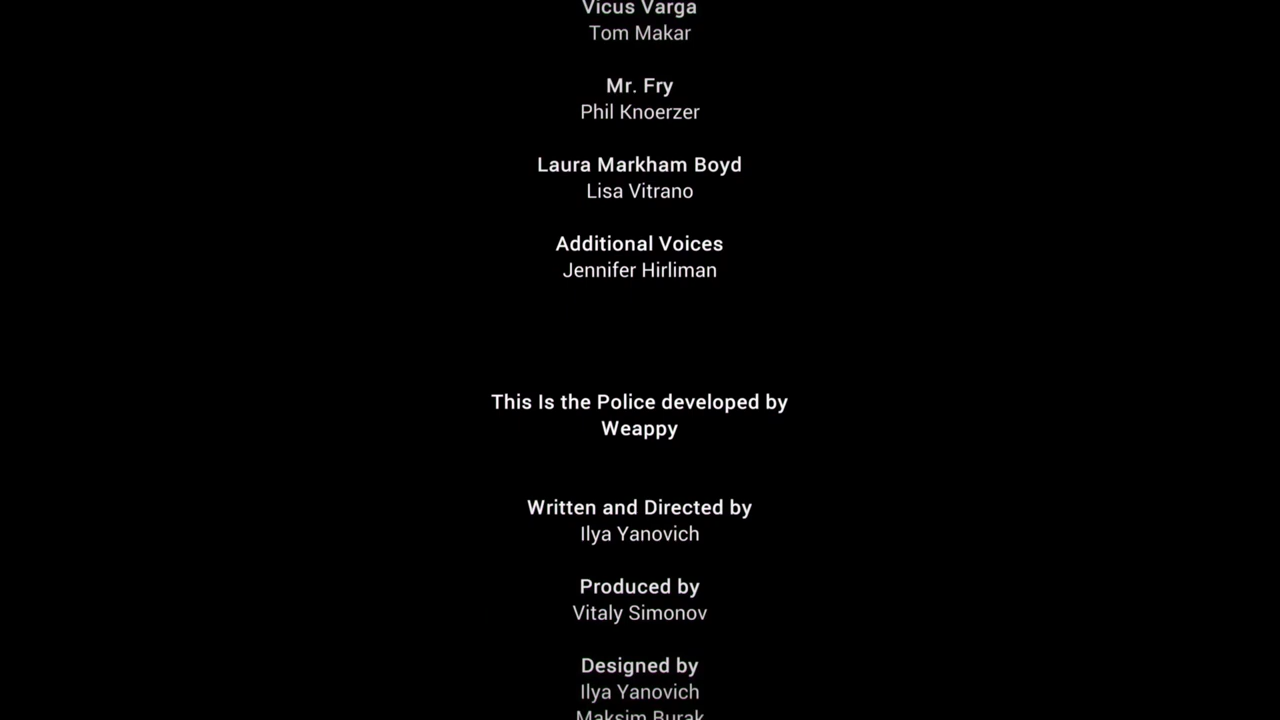 Vicus Varga
Tom Makar
Mr. Fry
Phil Knoerzer
Laura Markham Boyd
Lisa Vitrano
Additional Voices
Jennifer Hirliman
This Is the Police developed by
Weappy
Written and Directed by
Ilya Yanovich
Produced by
Vitaly Simonov
Designed by
Ilya Yanovich
Maksim Burak